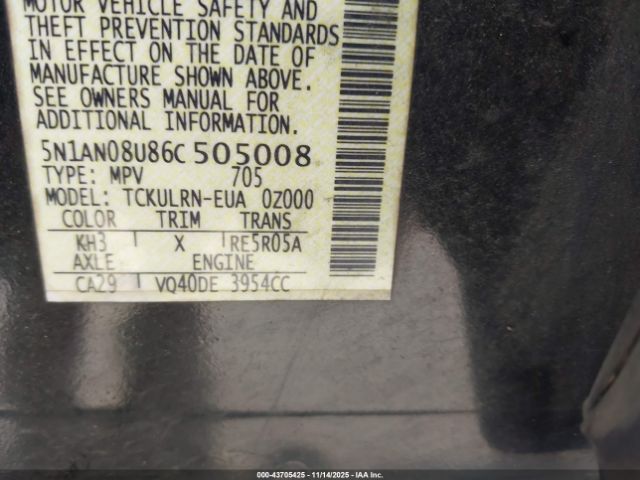 MOTOR VEHICLE SAFETY AND
THEFT PREVENTION STANDARDS
IN EFFECT ON THE DATE OF
MANUFACTURE SHOWN ABOVE.
SEE OWNERS MANUAL FOR
ADDITIONAL INFORMATION.
5N1AN08U86C 505008
TYPE: MPV 705
MODEL: TCKULRN-EUA 0Z000
COLOR TRIM TRANS
KH3 X RE5R05A
AXLE ENGINE
CA29 VQ40DE 3954CC
000-43705425 | 11/14/2025 | IAA Inc.